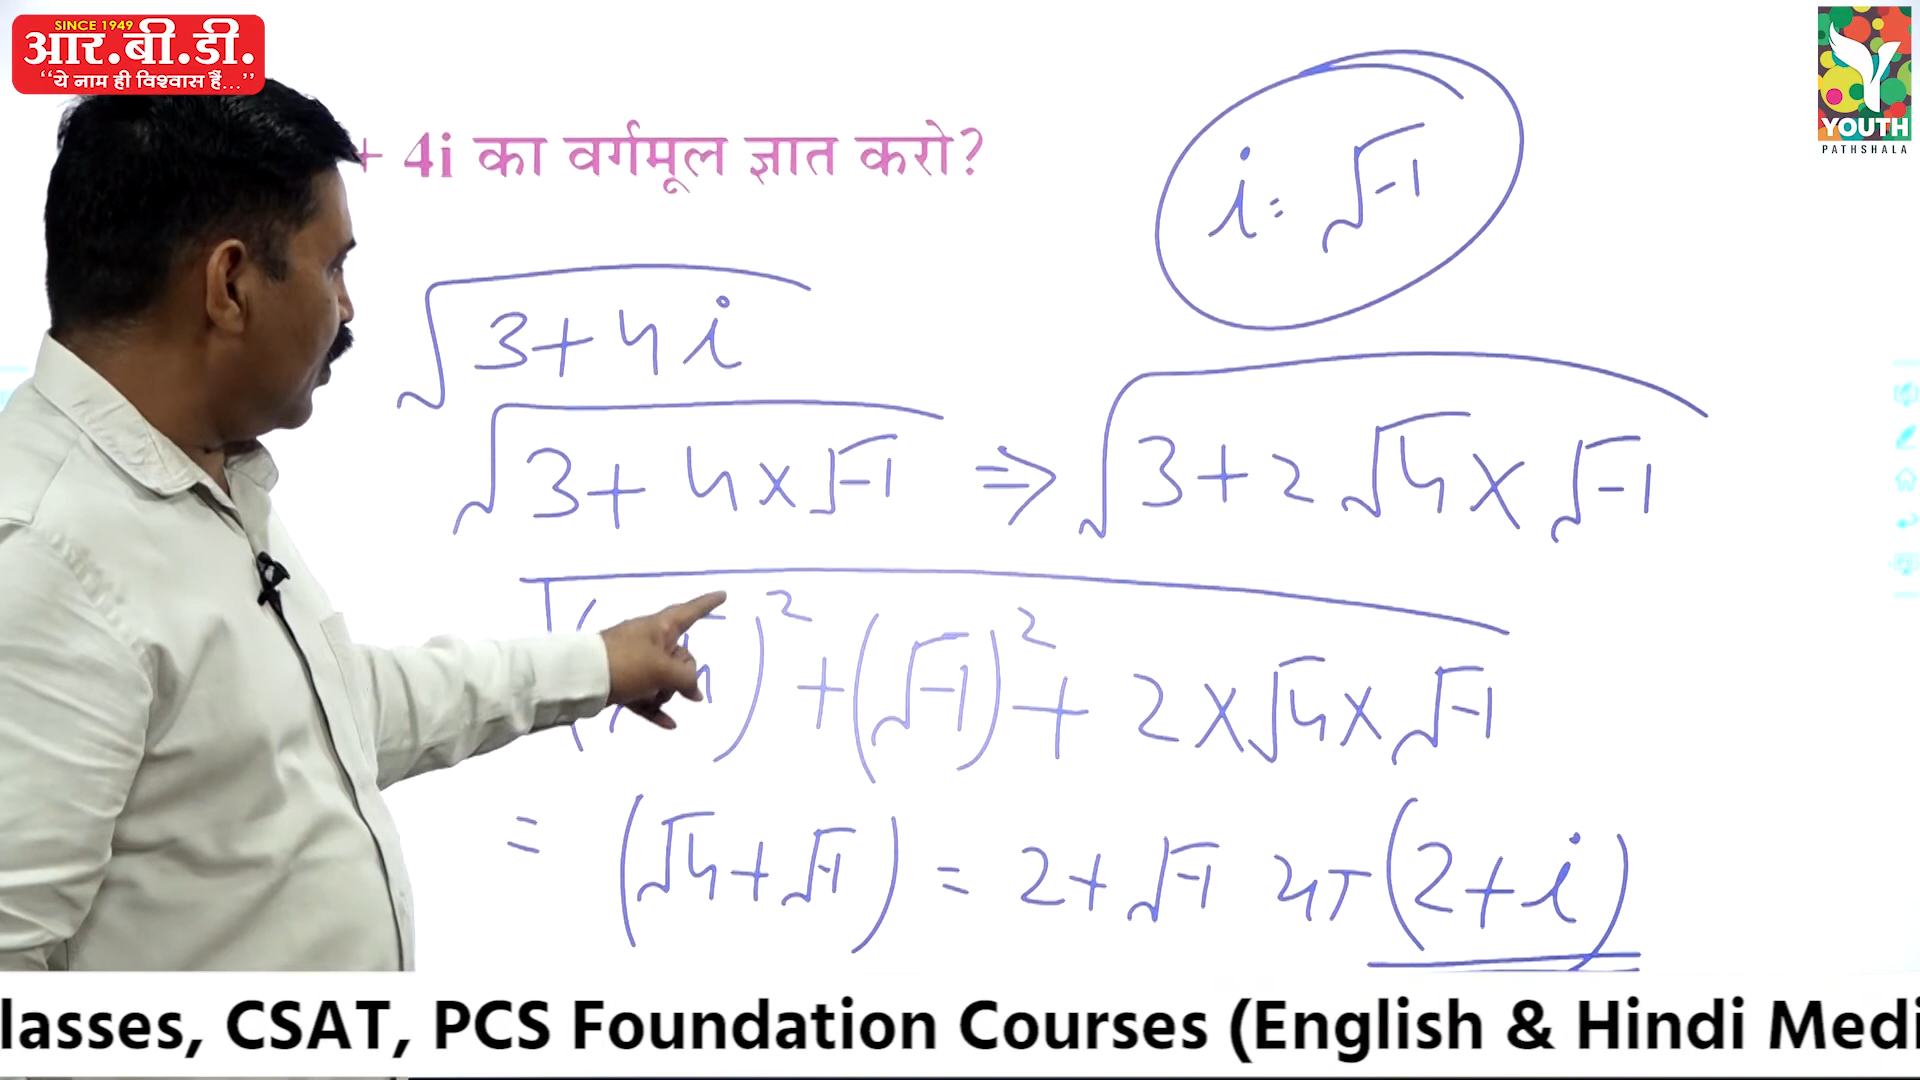 SINCE 1949
आर.बी.डी.
“ये नाम ही विश्वास हैं...”
YOUTH
PATHSHALA
+ 4i का वर्गमूल ज्ञात करो?
i = √-1
√(3+4i)
√(3+4×√-1) ⇒ √(3+2√4×√-1)
)² + (√-1)² + 2×√4×√-1
= (√4+√-1) = 2+√-1 या (2+i)
lasses, CSAT, PCS Foundation Courses (English & Hindi Medi